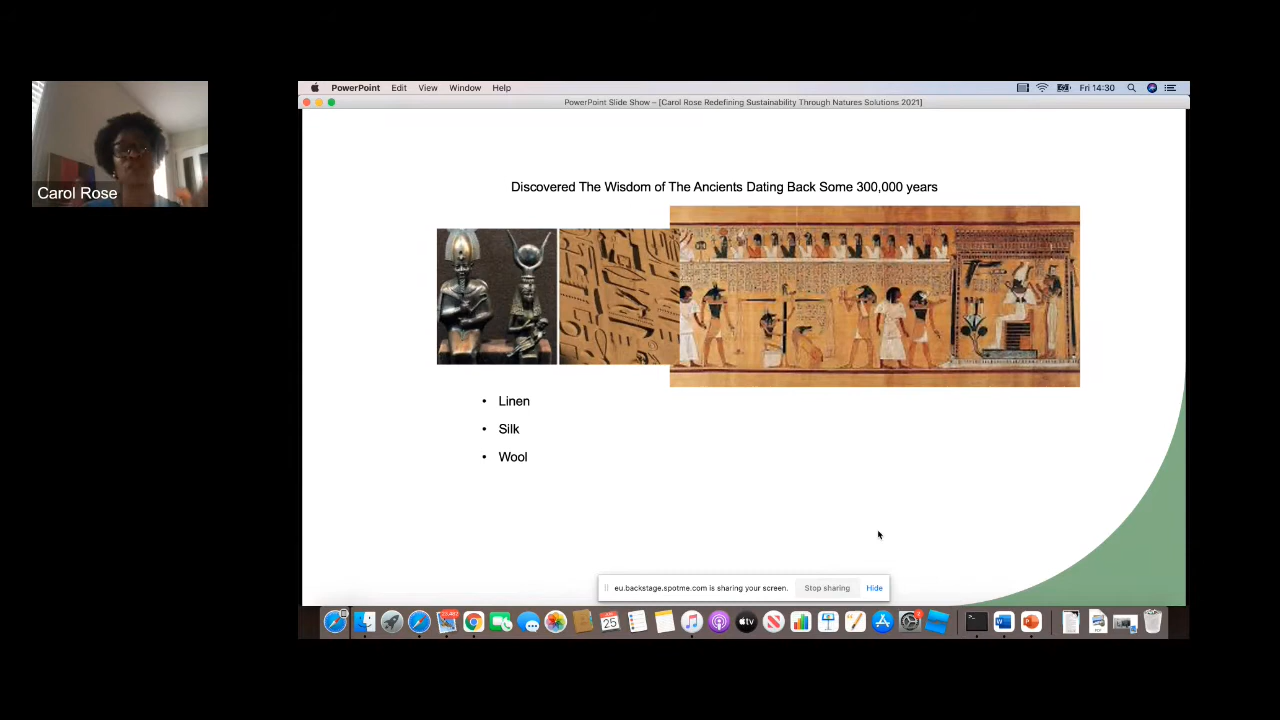 PowerPoint Edit View Window Help Fri 14:30
PowerPoint Slide Show – [Carol Rose Redefining Sustainability Through Natures Solutions 2021]
Carol Rose
Discovered The Wisdom of The Ancients Dating Back Some 300,000 years
• Linen
• Silk
• Wool
eu.backstage.spotme.com is sharing your screen. Stop sharing Hide
25
tv